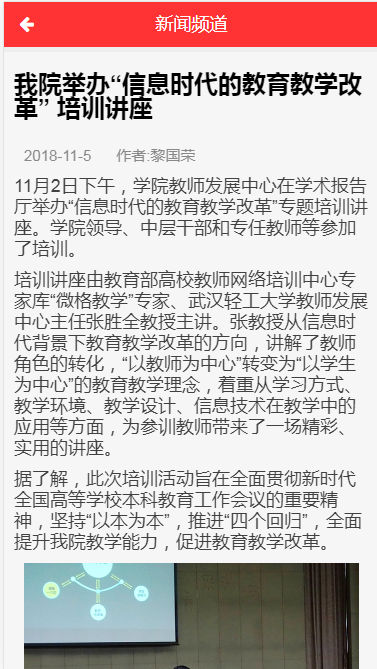 新闻频道
我院举办“信息时代的教育教学改
革” 培训讲座
2018-11-5 作者:黎国荣
11月2日下午，学院教师发展中心在学术报告
厅举办“信息时代的教育教学改革”专题培训讲
座。学院领导、中层干部和专任教师等参加
了培训。
培训讲座由教育部高校教师网络培训中心专
家库“微格教学”专家、武汉轻工大学教师发展
中心主任张胜全教授主讲。张教授从信息时
代背景下教育教学改革的方向，讲解了教师
角色的转化，“以教师为中心”转变为“以学生
为中心”的教育教学理念，着重从学习方式、
教学环境、教学设计、信息技术在教学中的
应用等方面，为参训教师带来了一场精彩、
实用的讲座。
据了解，此次培训活动旨在全面贯彻新时代
全国高等学校本科教育工作会议的重要精
神，坚持“以本为本”，推进“四个回归”，全面
提升我院教学能力，促进教育教学改革。